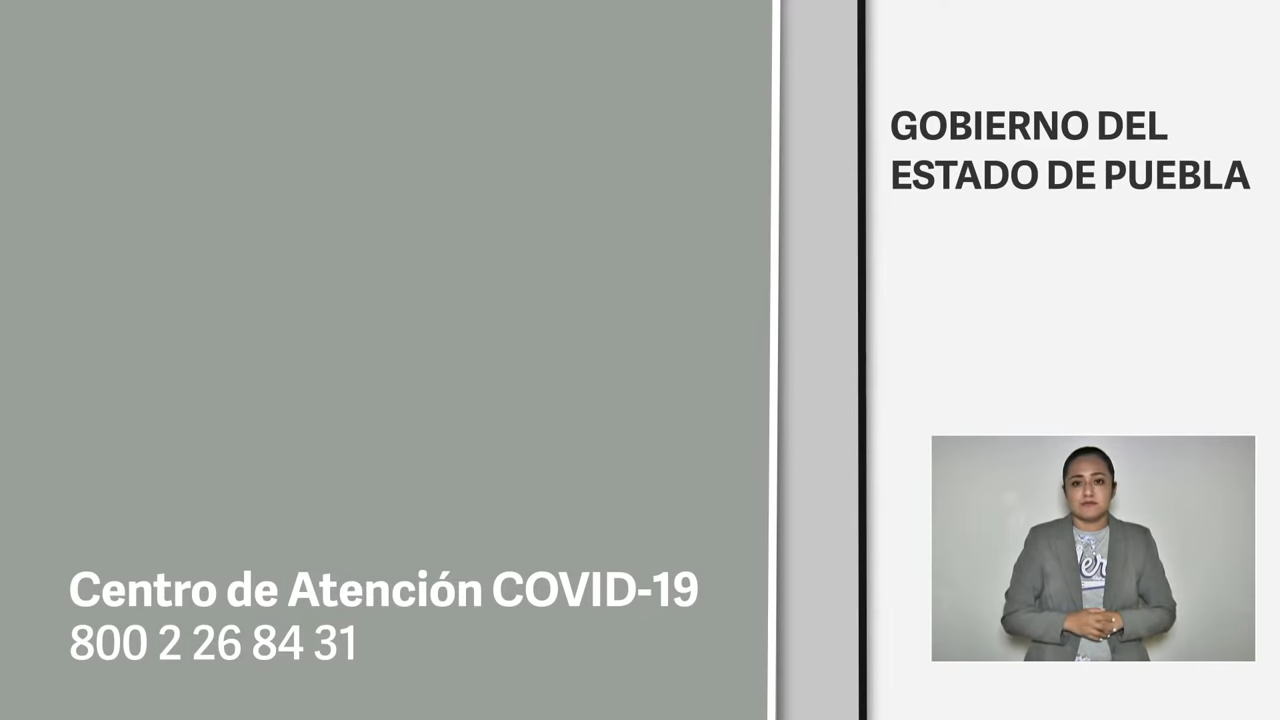 GOBIERNO DEL
ESTADO DE PUEBLA
Centro de Atención COVID-19
800 2 26 84 31